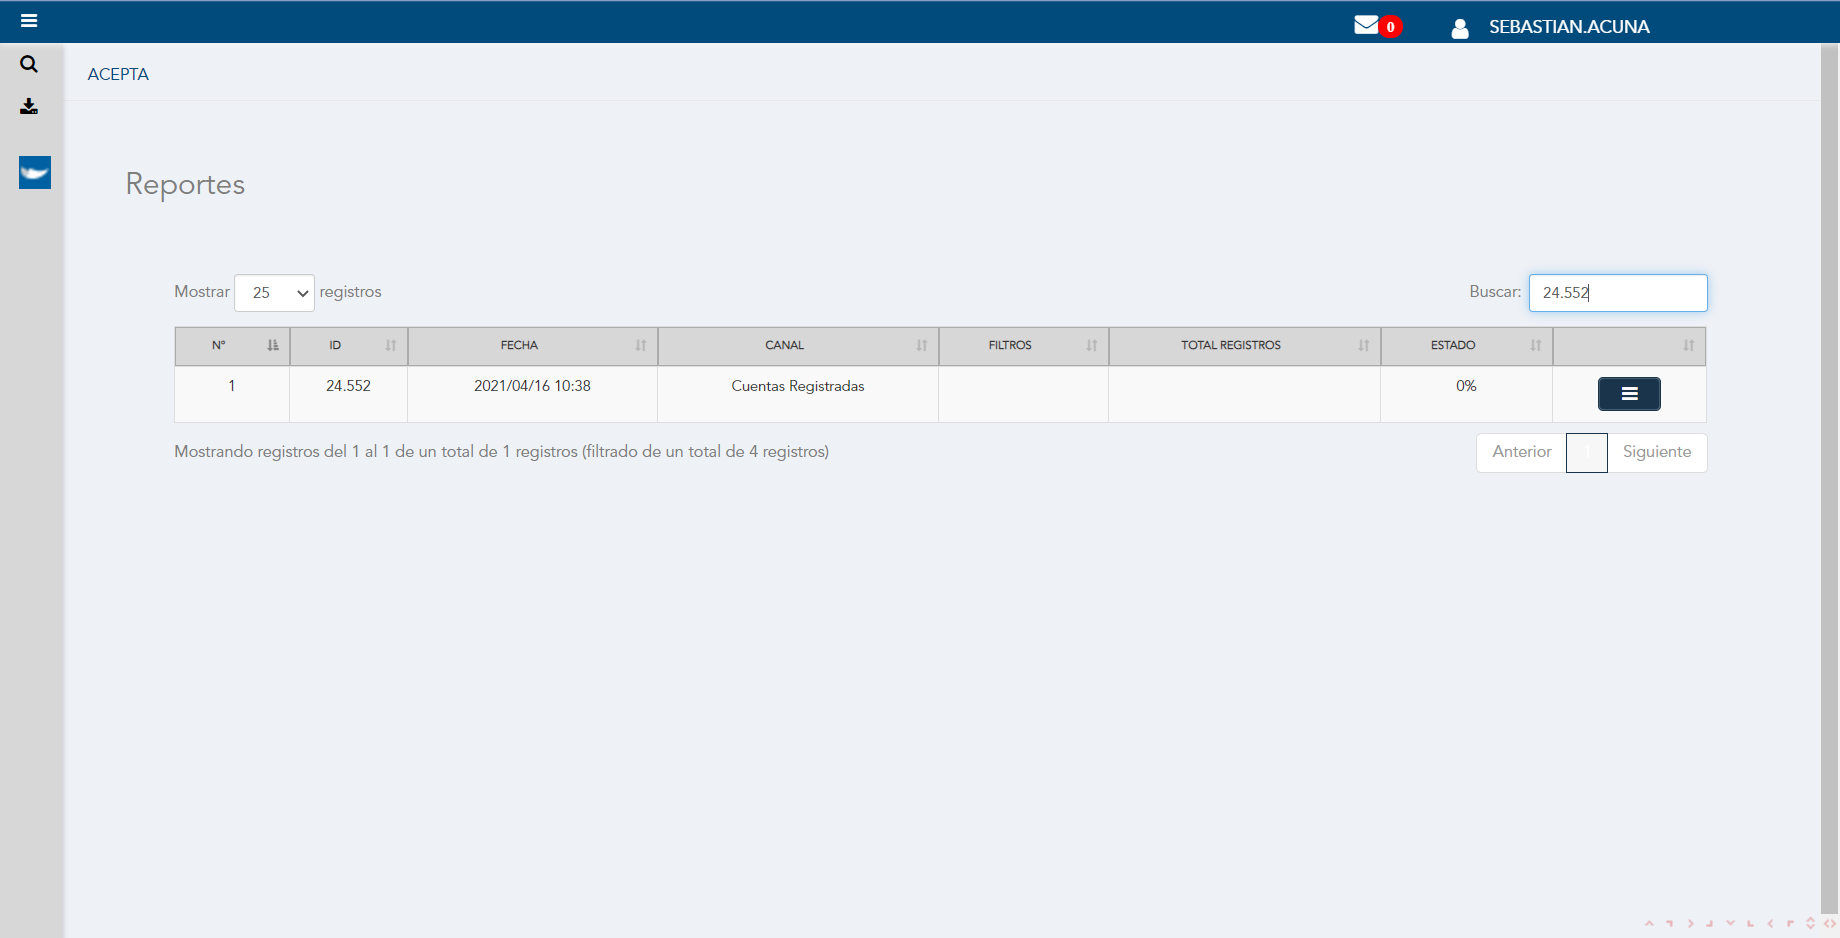 0
SEBASTIAN.ACUNA
ACEPTA
Reportes
Mostrar 25 registros
Buscar: 24.552
N° ID FECHA CANAL FILTROS TOTAL REGISTROS ESTADO
1 24.552 2021/04/16 10:38 Cuentas Registradas 0%
Mostrando registros del 1 al 1 de un total de 1 registros (filtrado de un total de 4 registros)
Anterior 1 Siguiente